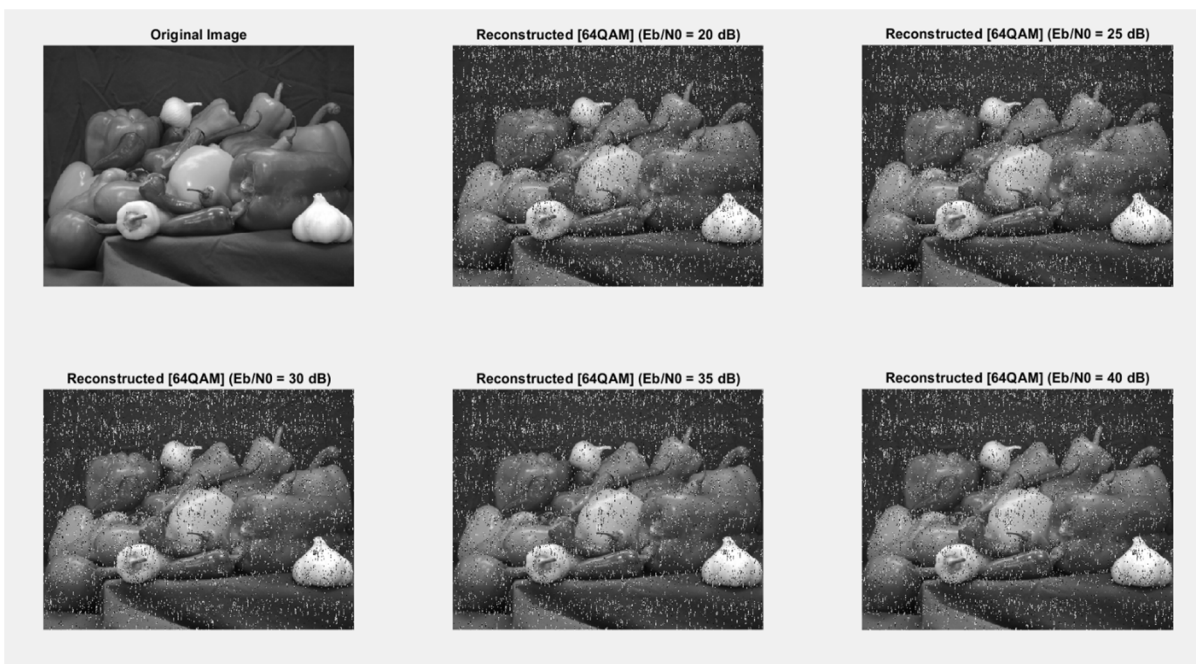 Original Image
Reconstructed [64QAM] (Eb/N0 = 20 dB)
Reconstructed [64QAM] (Eb/N0 = 25 dB)
Reconstructed [64QAM] (Eb/N0 = 30 dB)
Reconstructed [64QAM] (Eb/N0 = 35 dB)
Reconstructed [64QAM] (Eb/N0 = 40 dB)